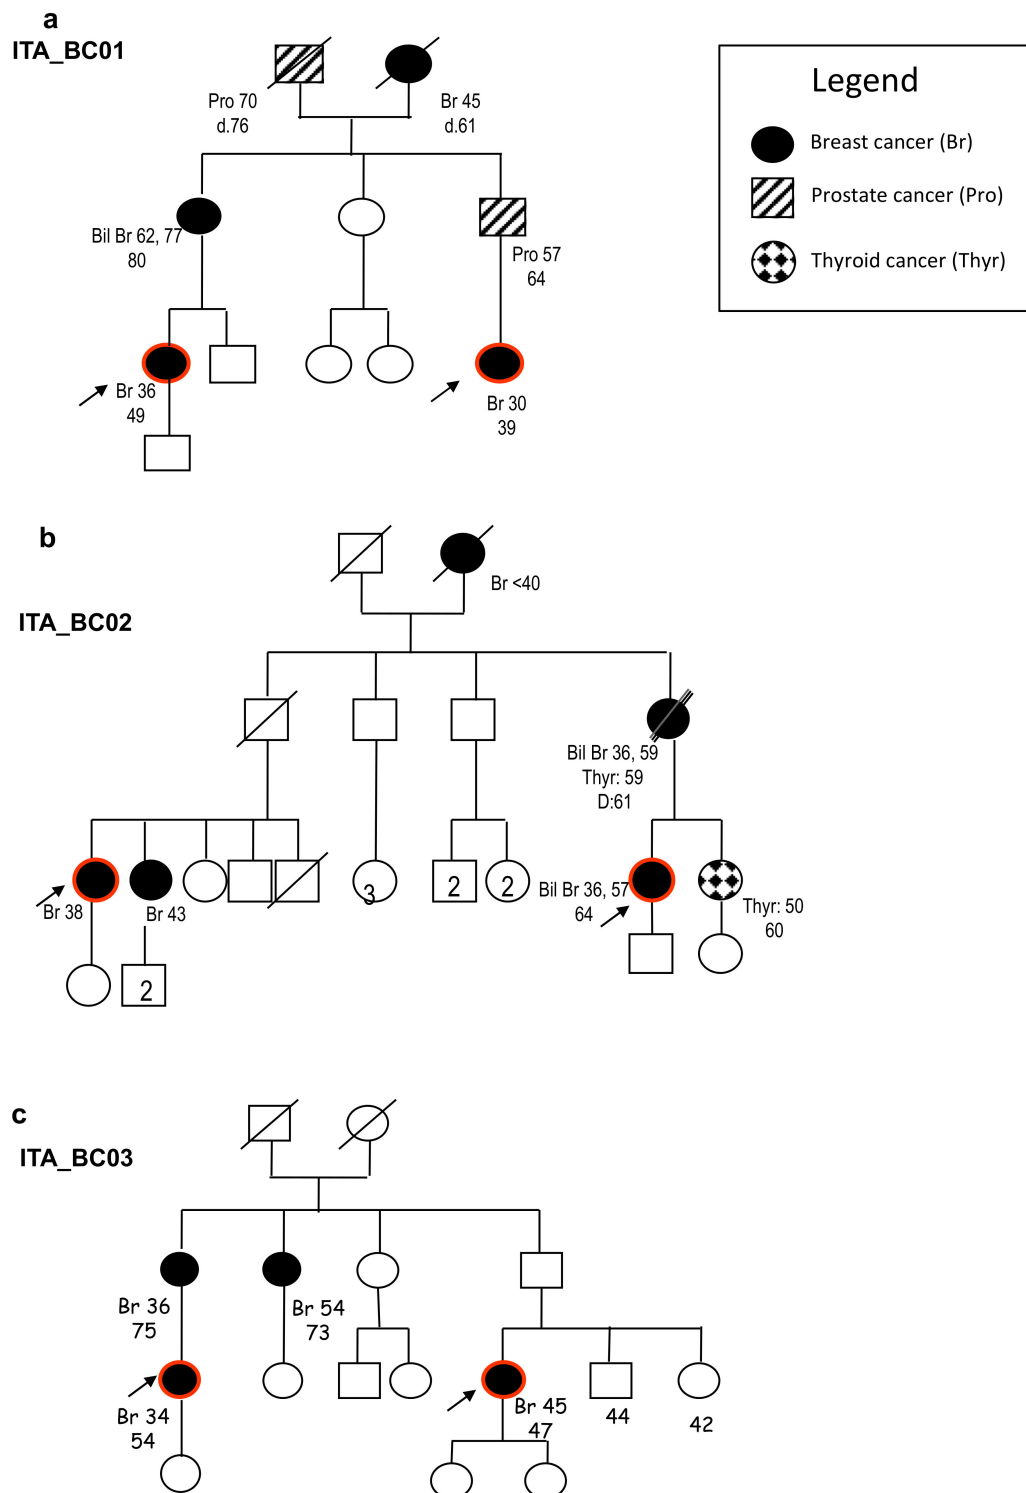 a
ITA_BC01
Pro 70
d.76
Br 45
d.61
Bil Br 62, 77
80
Pro 57
64
Br 36
49
Br 30
39
Legend
Breast cancer (Br)
Prostate cancer (Pro)
Thyroid cancer (Thyr)
b
ITA_BC02
Br <40
Bil Br 36, 59
Thyr: 59
D:61
Br 38
Br 43
3
2
2
Bil Br 36, 57
64
Thyr: 50
60
2
c
ITA_BC03
Br 36
75
Br 54
73
Br 34
54
Br 45
47
44
42